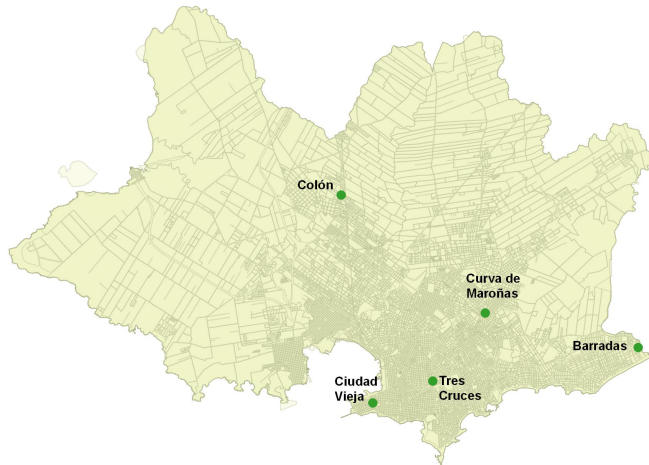 Colón
Curva de
Maroñas
Barradas
Ciudad
Vieja
Tres
Cruces